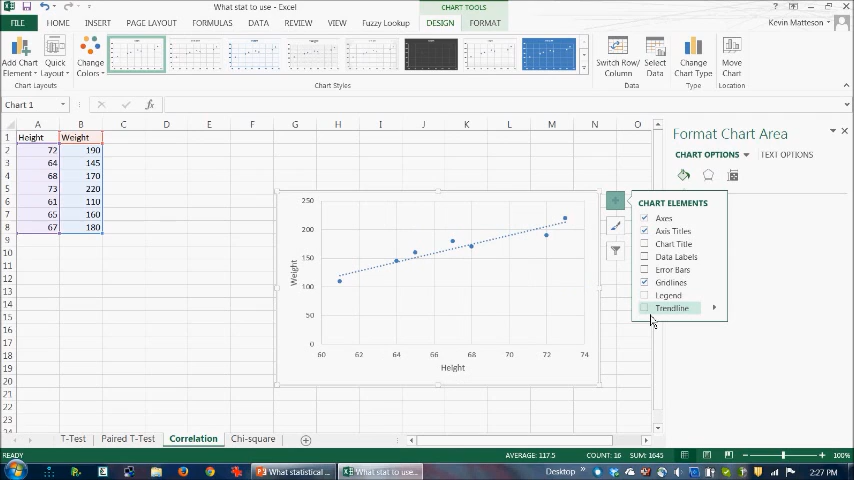 What stat to use - Excel
CHART TOOLS
FILE HOME INSERT PAGE LAYOUT FORMULAS DATA REVIEW VIEW Fuzzy Lookup DESIGN FORMAT
Kevin Matteson
Add Chart Element
Quick Layout
Change Colors
Switch Row/ Column
Select Data
Change Chart Type
Move Chart
Chart Layouts
Chart Styles
Data
Type
Location
Chart 1
fx
A B C D E F G H I J K L M N O
1 Height Weight
2 72 190
3 64 145
4 68 170
5 73 220
6 61 110
7 65 160
8 67 180
9
10
11
12
13
14
15
16
17
18
19
20
21
22
23
24
250
200
150
100
50
0
60 62 64 66 68 70 72 74
Weight
Height
CHART ELEMENTS
Axes
Axis Titles
Chart Title
Data Labels
Error Bars
Gridlines
Legend
Trendline
Format Chart Area
CHART OPTIONS TEXT OPTIONS
T-Test Paired T-Test Correlation Chi-square
READY
AVERAGE: 117.5 COUNT: 16 SUM: 1645
100%
What statistical ...
What stat to use...
Desktop
2:27 PM